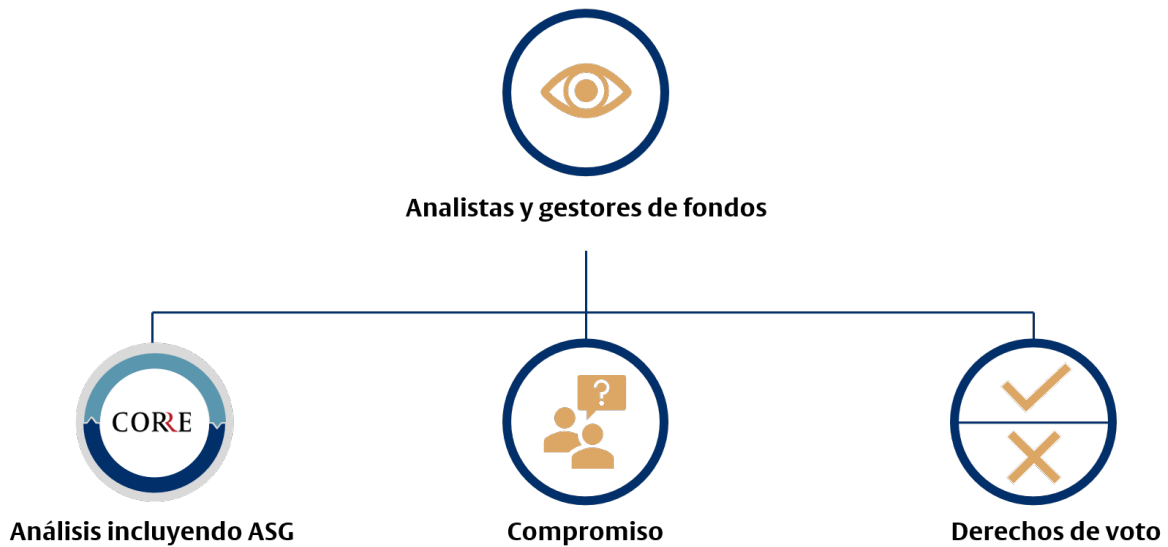 Analistas y gestores de fondos
CORRE
?
Análisis incluyendo ASG
Compromiso
Derechos de voto